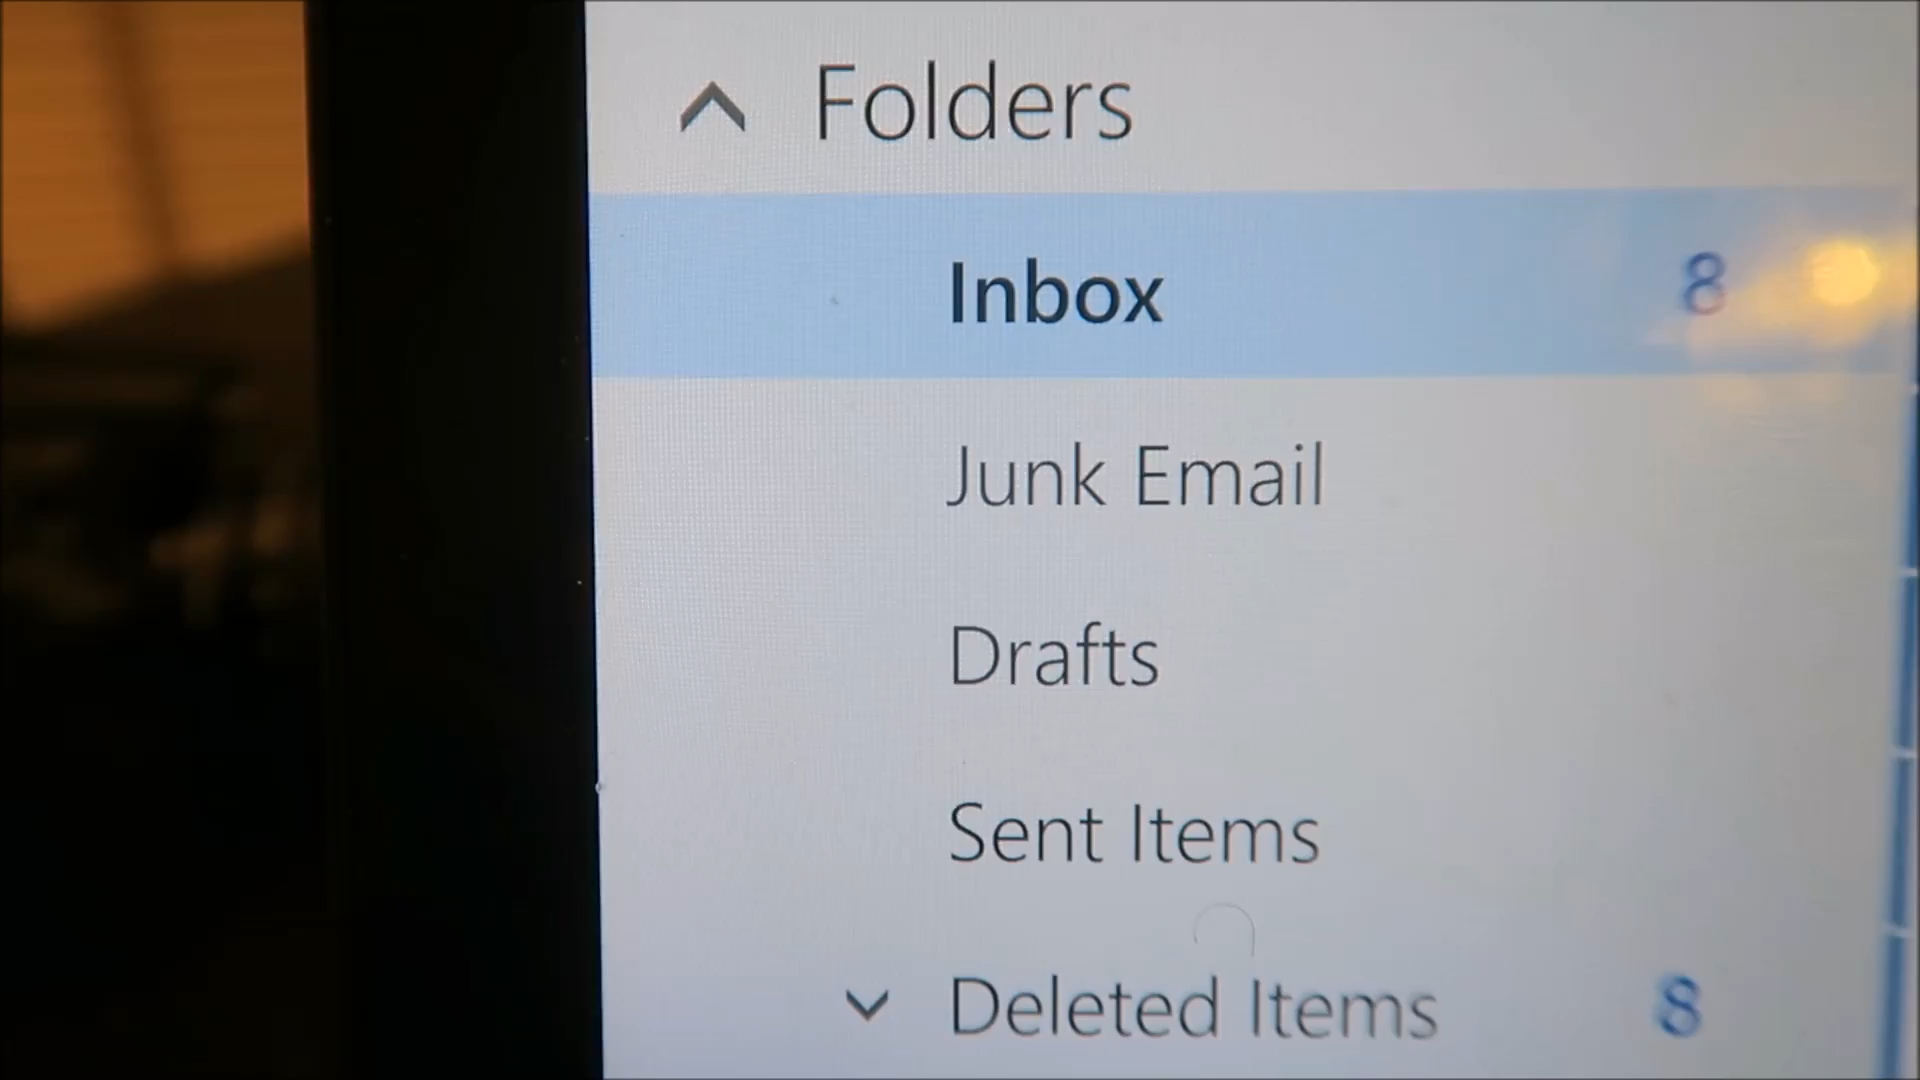 Folders
Inbox 8
Junk Email
Drafts
Sent Items
Deleted Items 8